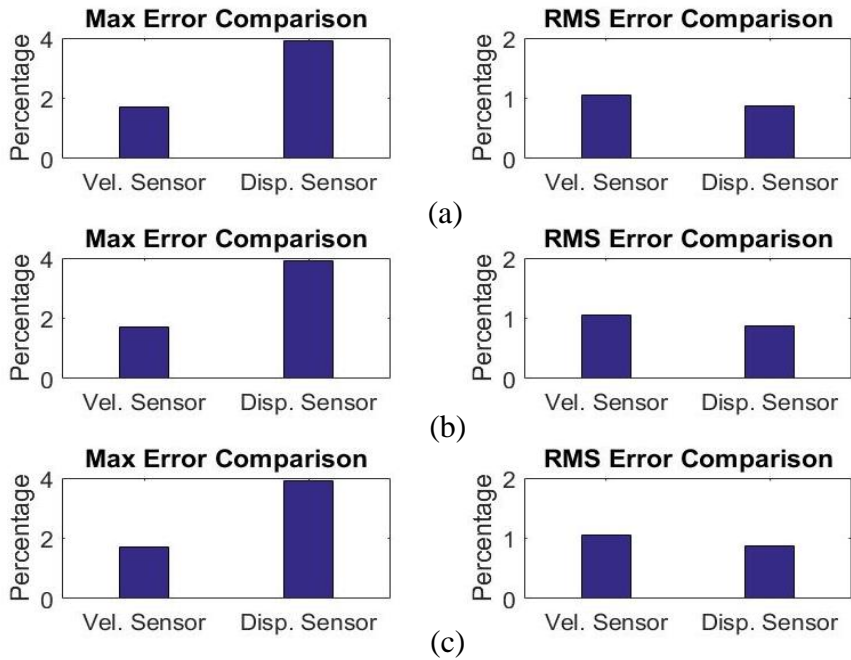 Max Error Comparison
Percentage
4
2
0
Vel. Sensor Disp. Sensor
RMS Error Comparison
Percentage
2
1
0
Vel. Sensor Disp. Sensor
(a)
Max Error Comparison
Percentage
4
2
0
Vel. Sensor Disp. Sensor
RMS Error Comparison
Percentage
2
1
0
Vel. Sensor Disp. Sensor
(b)
Max Error Comparison
Percentage
4
2
0
Vel. Sensor Disp. Sensor
RMS Error Comparison
Percentage
2
1
0
Vel. Sensor Disp. Sensor
(c)